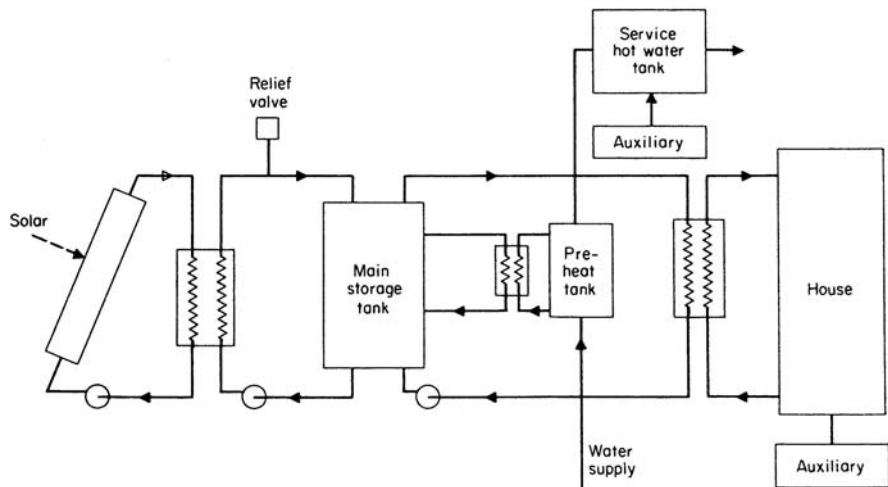 Service
hot water
tank
Relief
valve
Auxiliary
Solar
Main
storage
tank
Pre-
heat
tank
House
Water
supply
Auxiliary